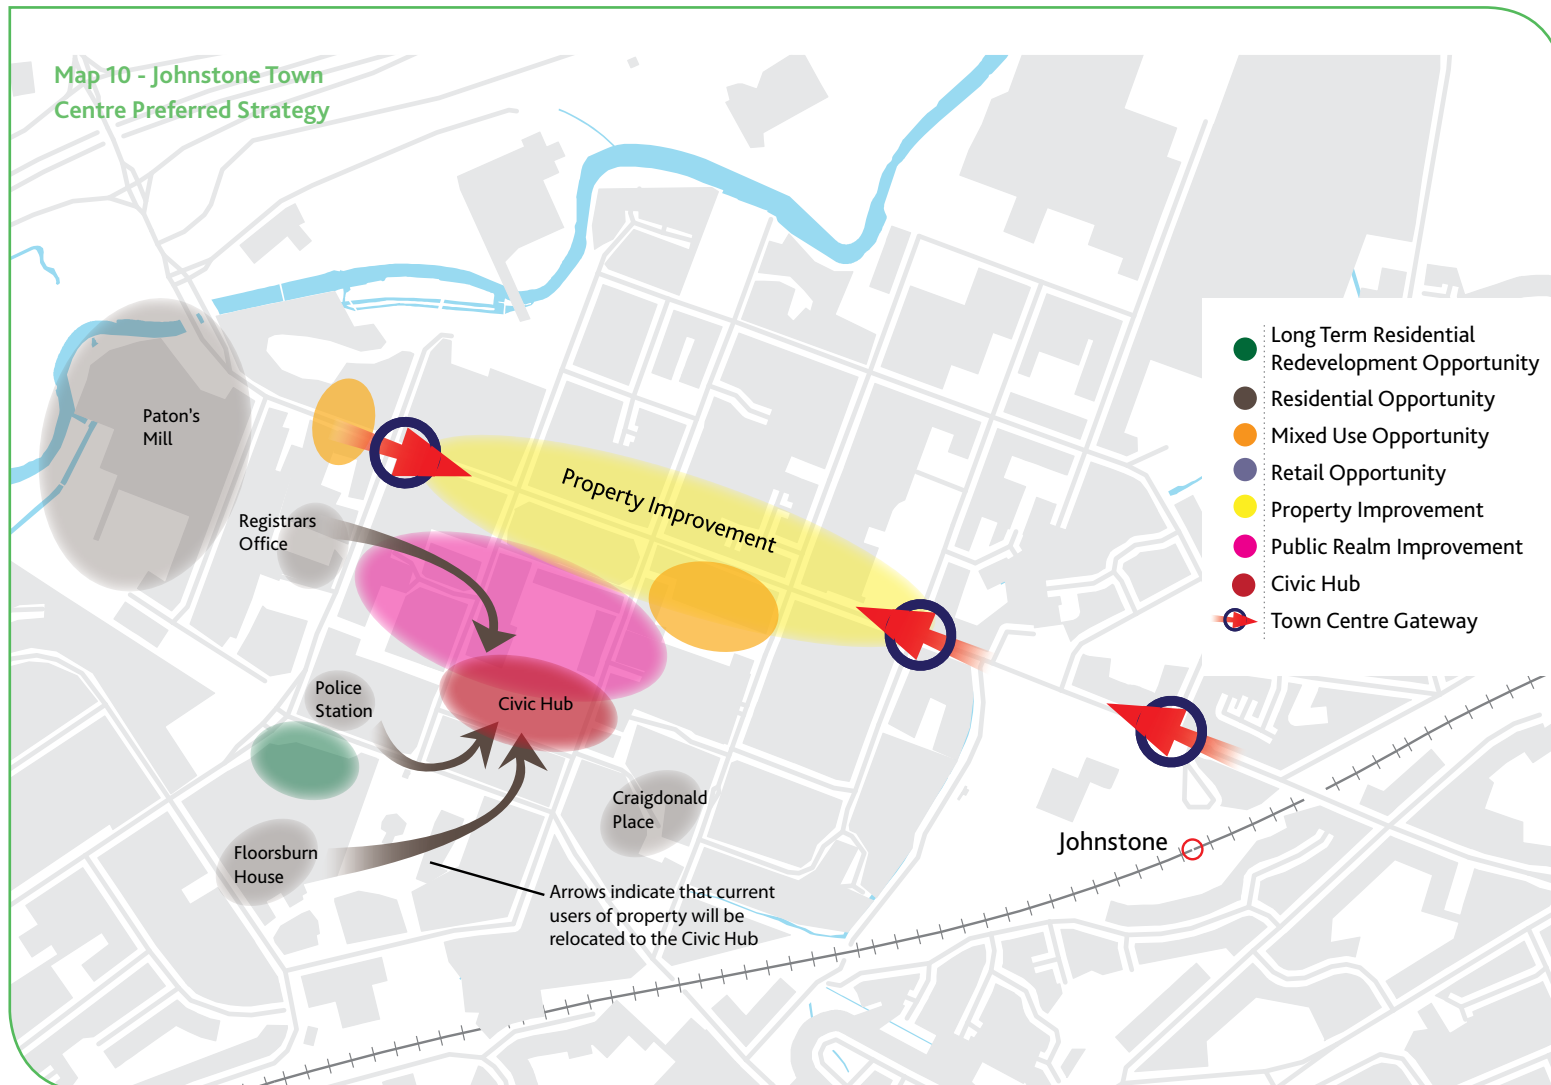 Map 10 - Johnstone Town
Centre Preferred Strategy
Long Term Residential
Redevelopment Opportunity
Residential Opportunity
Mixed Use Opportunity
Retail Opportunity
Property Improvement
Public Realm Improvement
Civic Hub
Town Centre Gateway
Paton's
Mill
Property Improvement
Registrars
Office
Police
Station
Civic Hub
Craigdonald
Place
Floorsburn
House
Johnstone
Arrows indicate that current
users of property will be
relocated to the Civic Hub